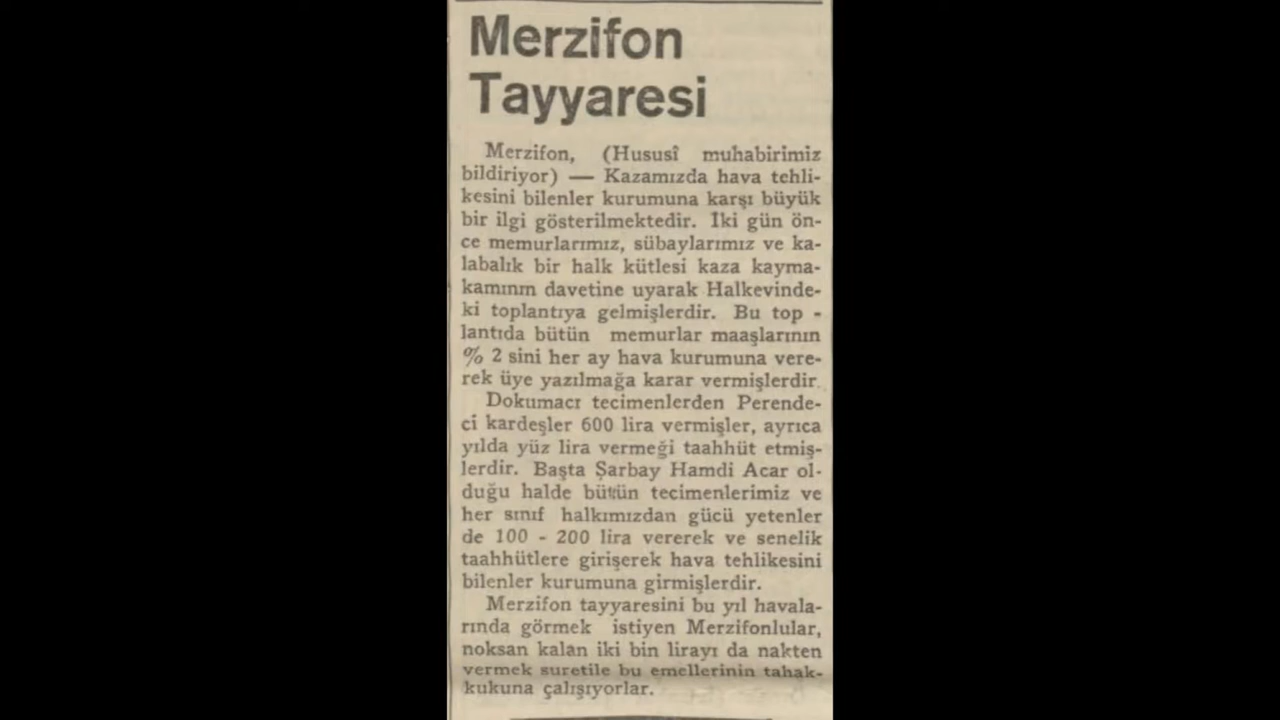 Merzifon
Tayyaresi
Merzifon, (Hususî muhabirimiz
bildiriyor) — Kazamızda hava tehli-
kesini bilenler kurumuna karşı büyük
bir ilgi gösterilmektedir. Iki gün ön-
ce memurlarımız, sübaylarımız ve ka-
labalık bir halk kütlesi kaza kayma-
kamının davetine uyarak Halkevinde-
ki toplantıya gelmişlerdir. Bu top -
lantıda bütün memurlar maaşlarının
% 2 sini her ay hava kurumuna vere-
rek üye yazılmağa karar vermişlerdir.
Dokumacı tecimenlerden Perende-
ci kardeşler 600 lira vermişler, ayrıca
yılda yüz lira vermeği taahhüt etmiş-
lerdir. Başta Şarbay Hamdi Acar ol-
duğu halde bütün tecimenlerimiz ve
her sınıf halkımızdan gücü yetenler
de 100 - 200 lira vererek ve senelik
taahhütlere girişerek hava tehlikesini
bilenler kurumuna girmişlerdir.
Merzifon tayyaresini bu yıl havala-
rında görmek istiyen Merzifonlular,
noksan kalan iki bin lirayı da nakten
vermek suretile bu emellerinin tahak-
kukuna çalışıyorlar.